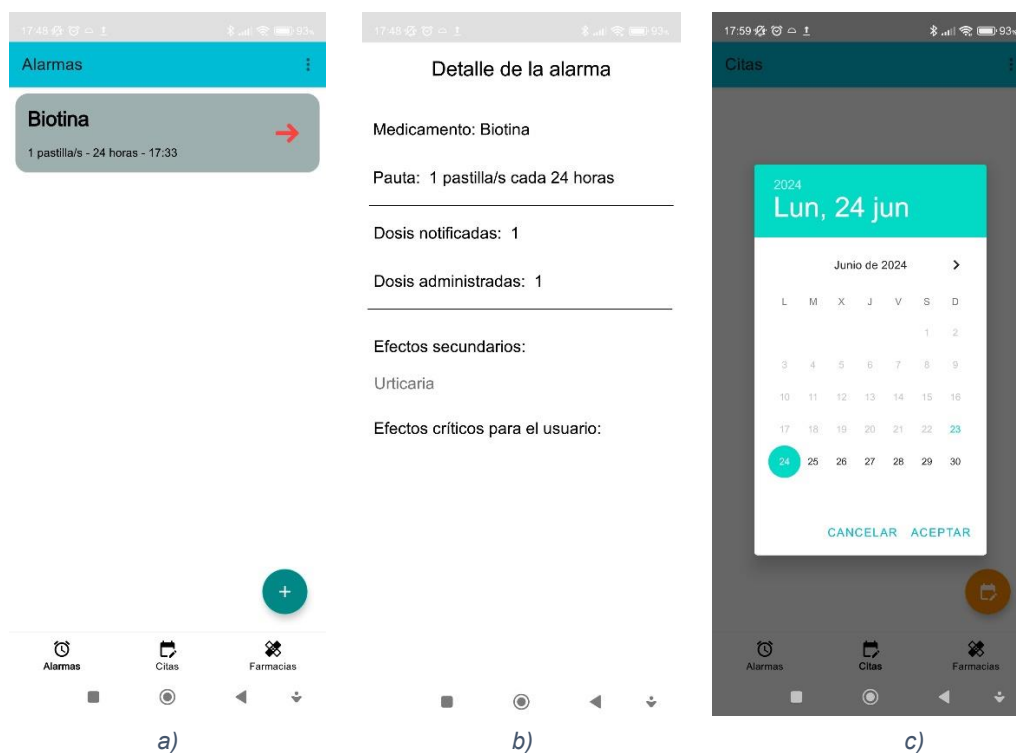 17:48 93%
Alarmas
Biotina
1 pastilla/s - 24 horas - 17:33
+
Alarmas Citas Farmacias
a)
17:48 93%
Detalle de la alarma
Medicamento: Biotina
Pauta: 1 pastilla/s cada 24 horas
Dosis notificadas: 1
Dosis administradas: 1
Efectos secundarios:
Urticaria
Efectos críticos para el usuario:
b)
17:59 93%
Citas
2024
Lun, 24 jun
Junio de 2024
L M X J V S D
1 2
3 4 5 6 7 8 9
10 11 12 13 14 15 16
17 18 19 20 21 22 23
24 25 26 27 28 29 30
CANCELAR ACEPTAR
Alarmas Citas Farmacias
c)